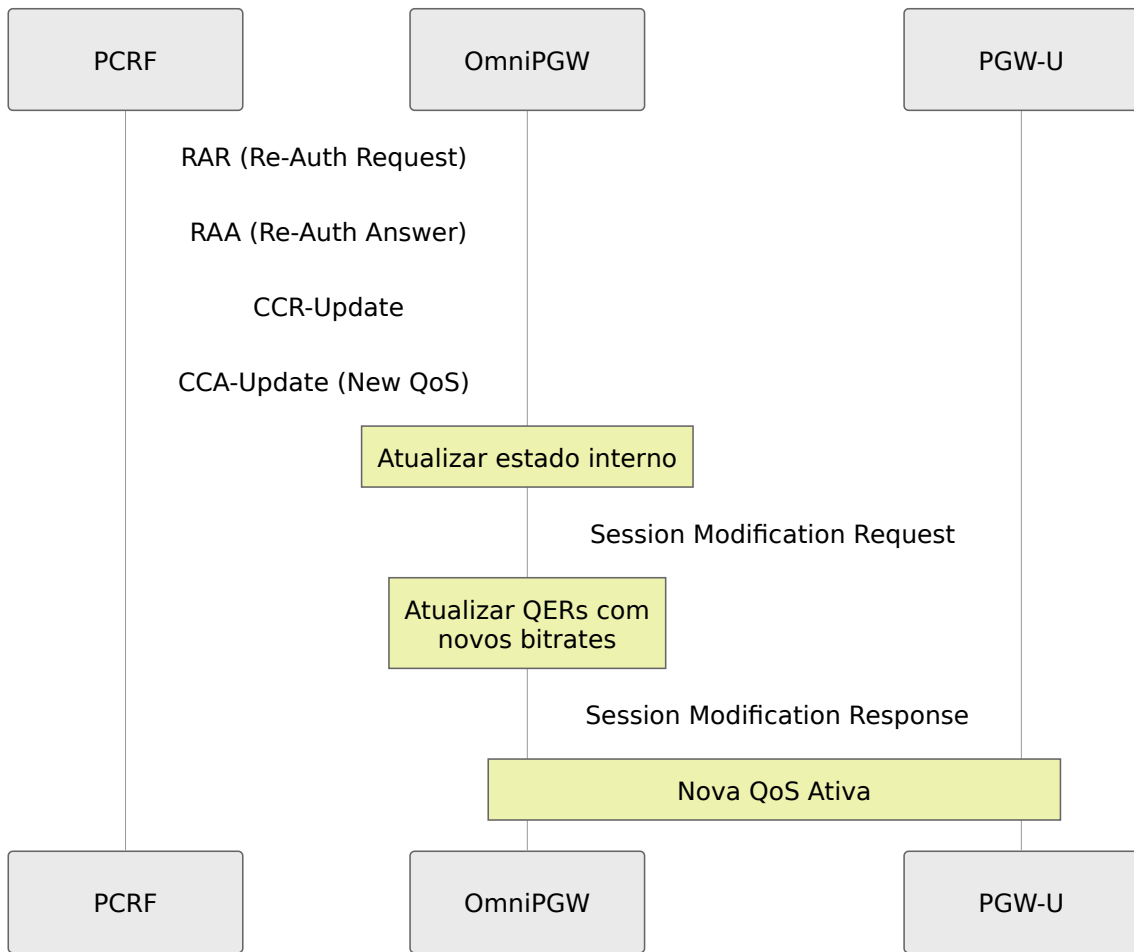 PCRF
OmniPGW
PGW-U
RAR (Re-Auth Request)
RAA (Re-Auth Answer)
CCR-Update
CCA-Update (New QoS)
Atualizar estado interno
Session Modification Request
Atualizar QERs com
novos bitrates
Session Modification Response
Nova QoS Ativa
PCRF
OmniPGW
PGW-U